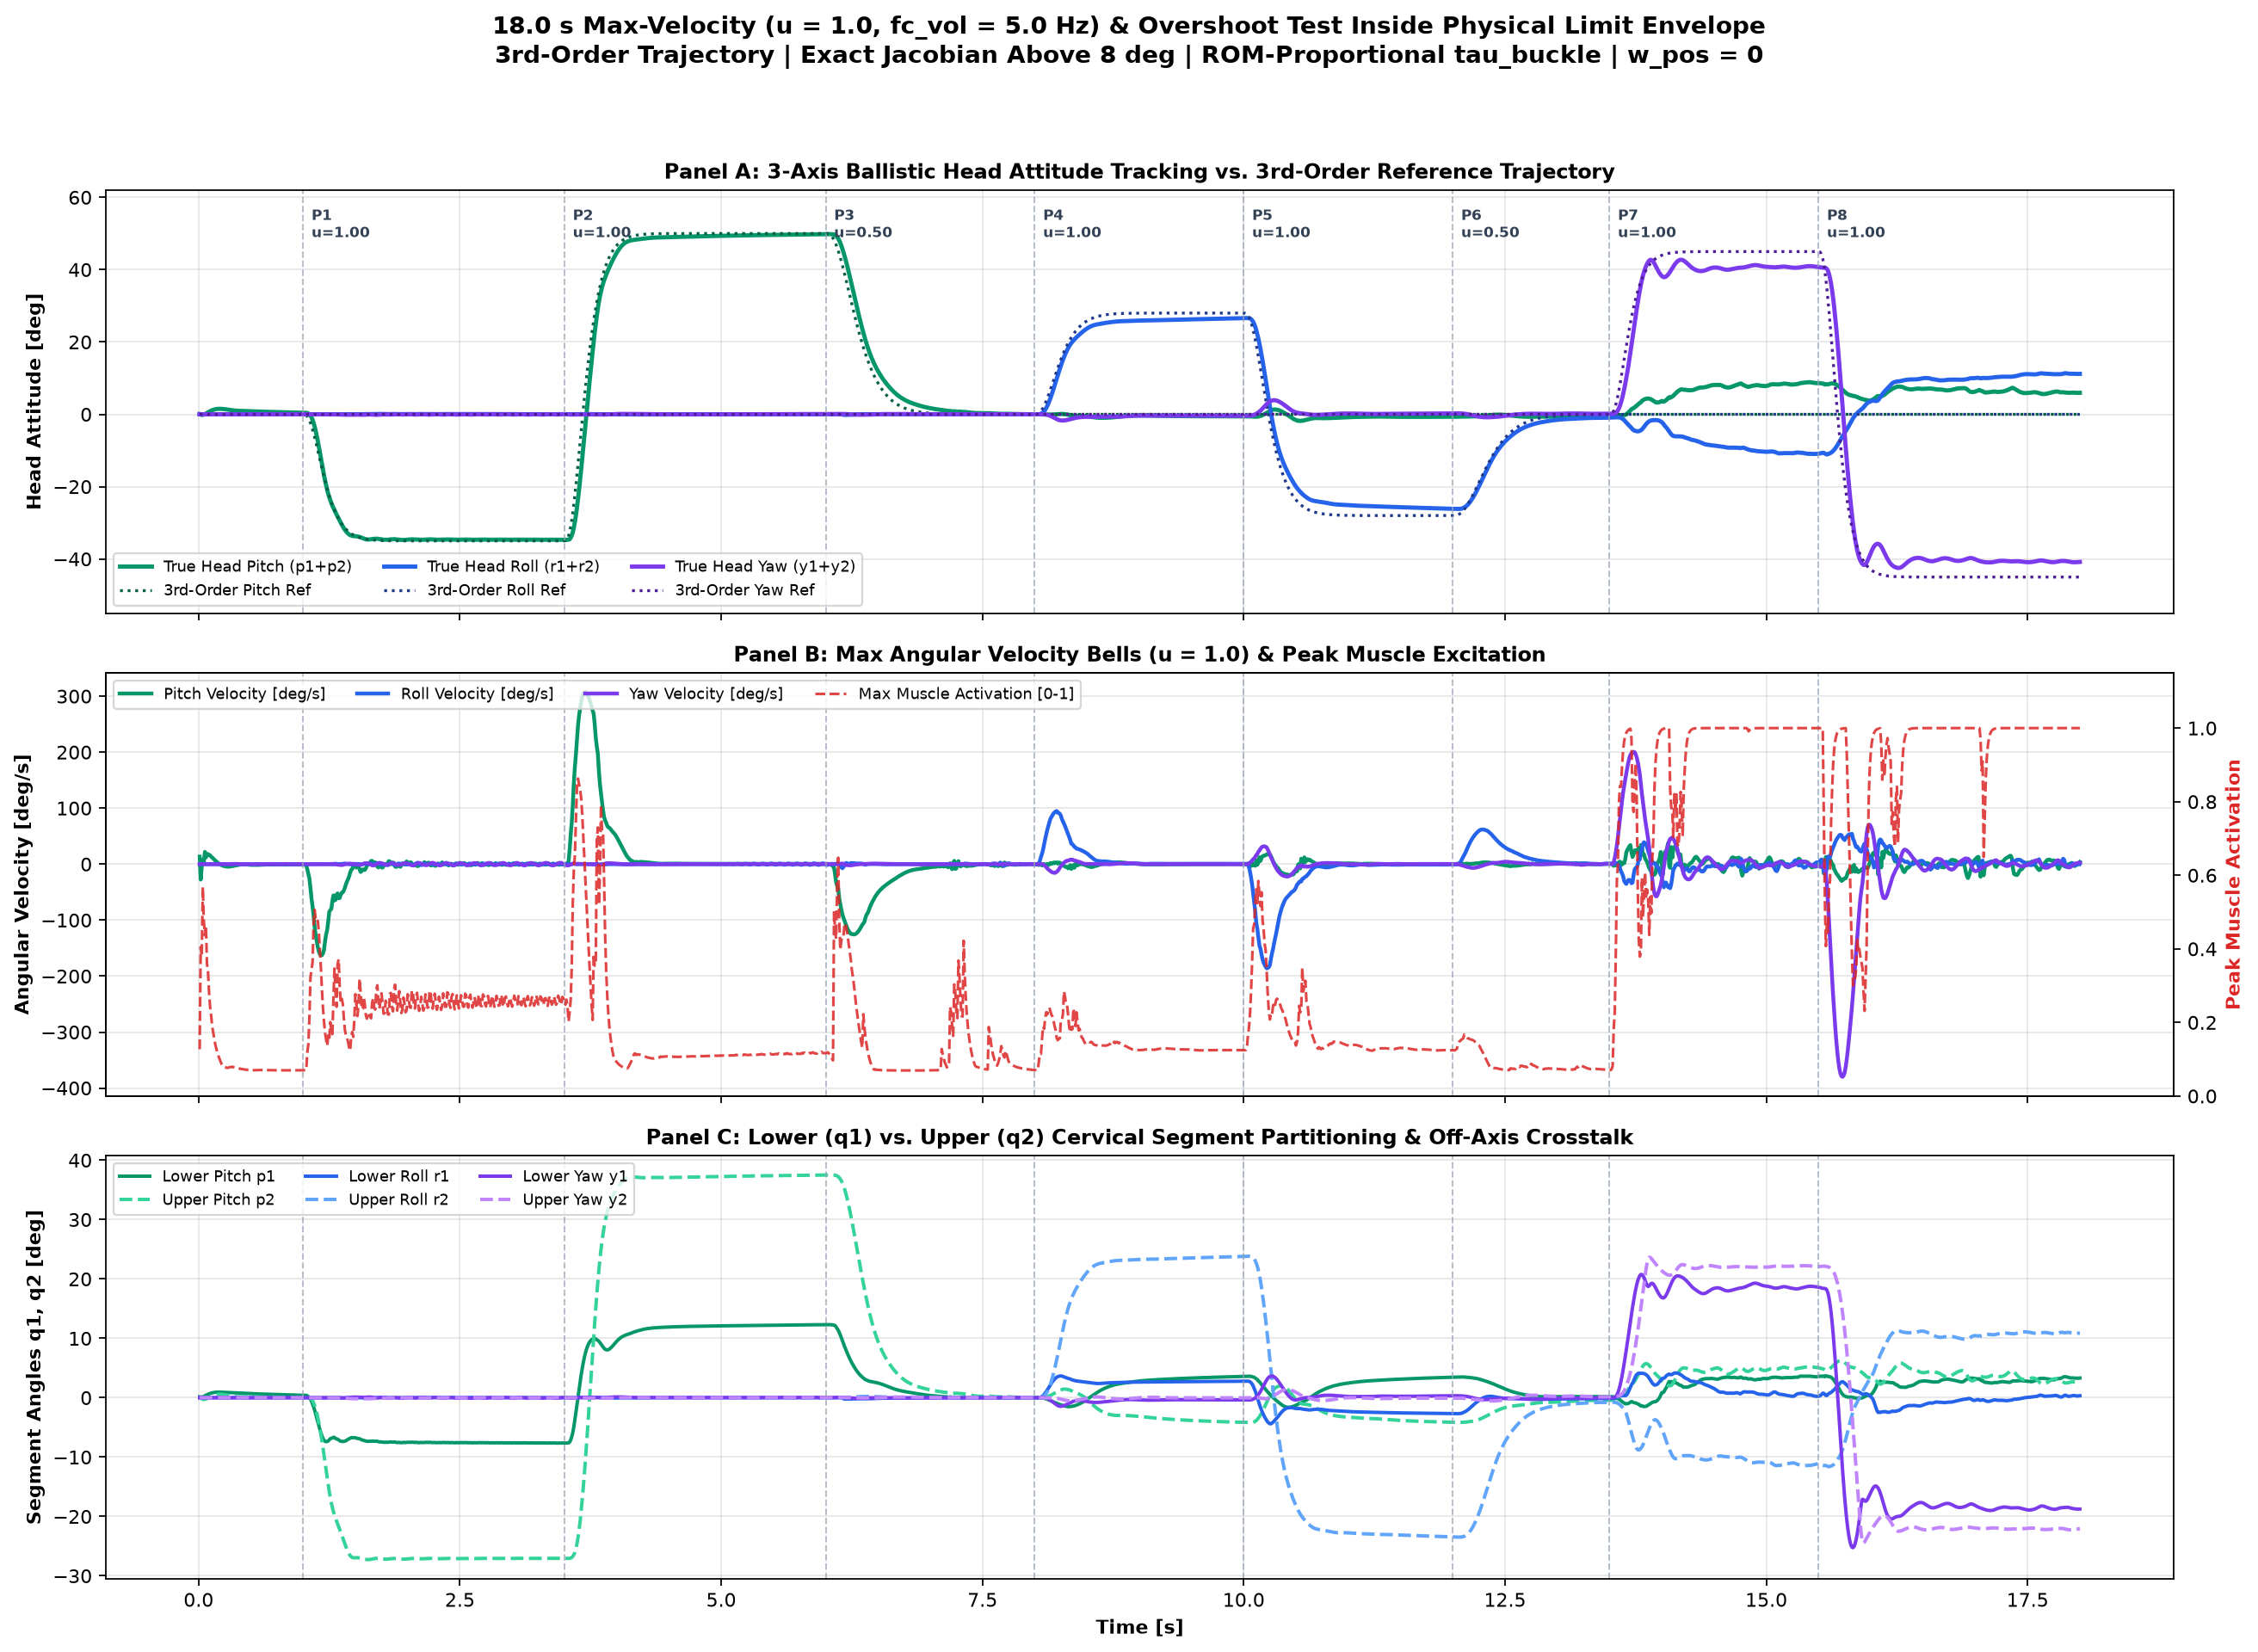 18.0 s Max-Velocity (u = 1.0, fc_vol = 5.0 Hz) & Overshoot Test Inside Physical Limit Envelope
3rd-Order Trajectory | Exact Jacobian Above 8 deg | ROM-Proportional tau_buckle | w_pos = 0
Panel A: 3-Axis Ballistic Head Attitude Tracking vs. 3rd-Order Reference Trajectory
Head Attitude [deg]
60
40
20
0
−20
−40
P1
u=1.00
P2
u=1.00
P3
u=0.50
P4
u=1.00
P5
u=1.00
P6
u=0.50
P7
u=1.00
P8
u=1.00
True Head Pitch (p1+p2)
3rd-Order Pitch Ref
True Head Roll (r1+r2)
3rd-Order Roll Ref
True Head Yaw (y1+y2)
3rd-Order Yaw Ref
Panel B: Max Angular Velocity Bells (u = 1.0) & Peak Muscle Excitation
Angular Velocity [deg/s]
300
200
100
0
−100
−200
−300
−400
Pitch Velocity [deg/s]
Roll Velocity [deg/s]
Yaw Velocity [deg/s]
Max Muscle Activation [0-1]
1.0
0.8
0.6
0.4
0.2
0.0
Peak Muscle Activation
Panel C: Lower (q1) vs. Upper (q2) Cervical Segment Partitioning & Off-Axis Crosstalk
Segment Angles q1, q2 [deg]
40
30
20
10
0
−10
−20
−30
Lower Pitch p1
Upper Pitch p2
Lower Roll r1
Upper Roll r2
Lower Yaw y1
Upper Yaw y2
0.0
2.5
5.0
7.5
10.0
12.5
15.0
17.5
Time [s]